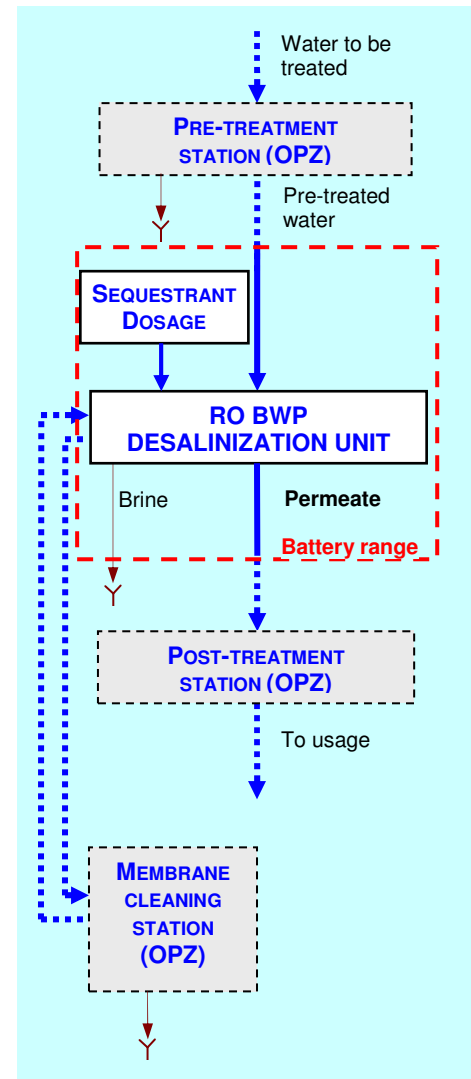 Water to be
treated
PRE-TREATMENT
STATION (OPZ)
Pre-treated
water
SEQUESTRANT
DOSAGE
RO BWP
DESALINIZATION UNIT
Brine
Permeate
Battery range
POST-TREATMENT
STATION (OPZ)
To usage
MEMBRANE
CLEANING
STATION
(OPZ)